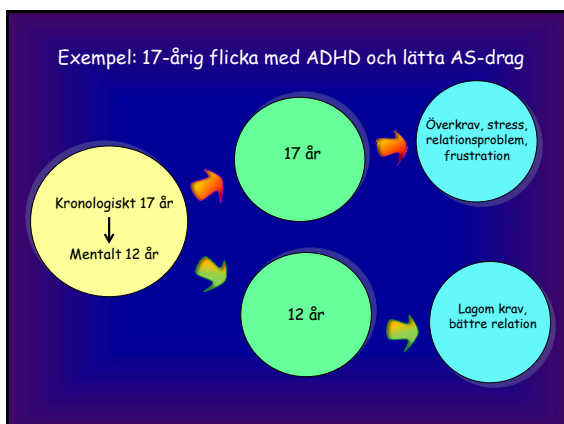 Exempel: 17-årig flicka med ADHD och lätta AS-drag
Kronologiskt 17 år
Mentalt 12 år
17 år
Överkrav, stress,
relationsproblem,
frustration
12 år
Lagom krav,
bättre relation